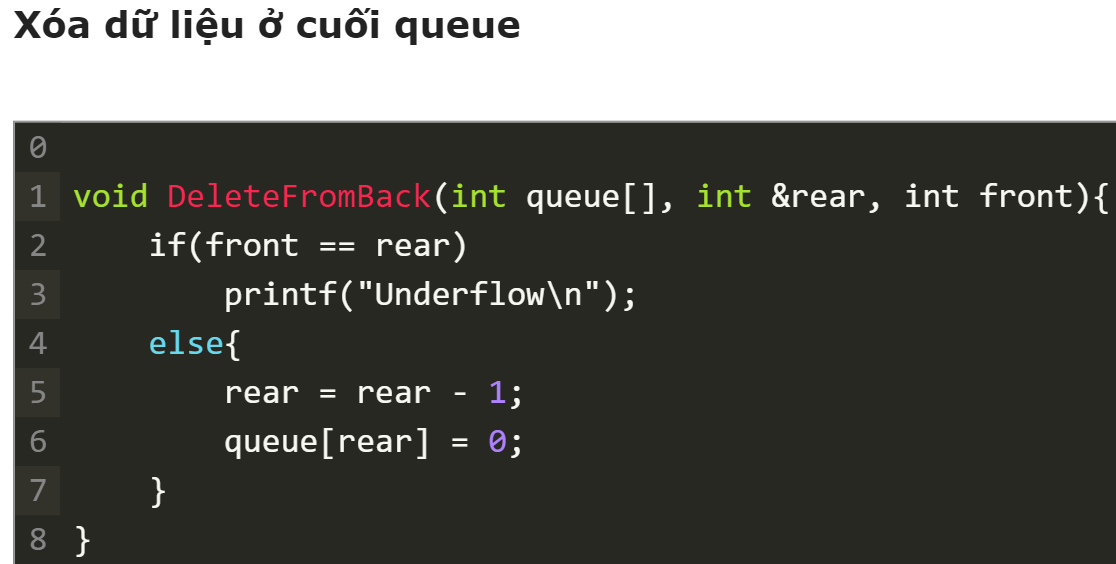 Xóa dữ liệu ở cuối queue
0
1 void DeleteFromBack(int queue[], int &rear, int front){
2     if(front == rear)
3         printf("Underflow\n");
4     else{
5         rear = rear - 1;
6         queue[rear] = 0;
7     }
8 }